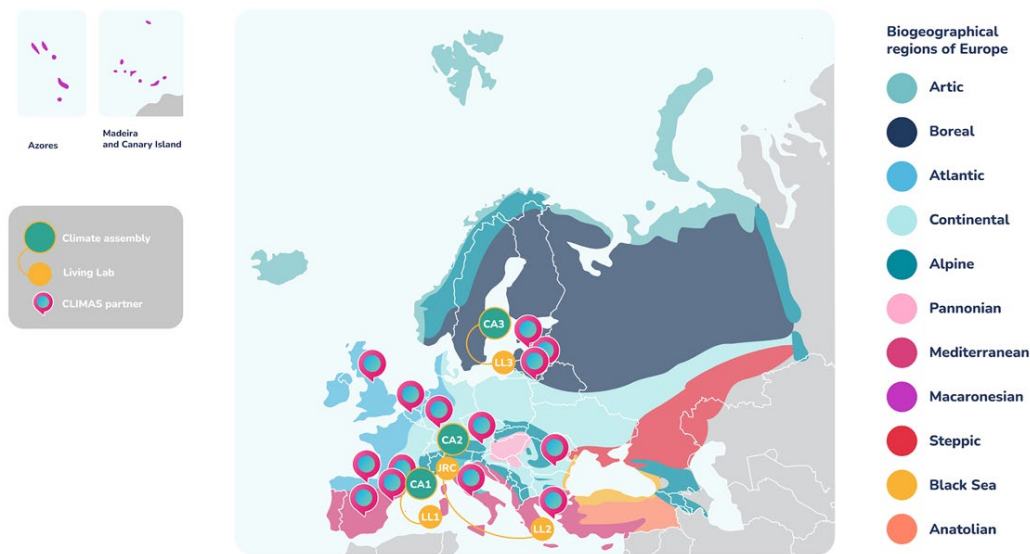 Azores
Madeira
and Canary Island
Climate assembly
Living Lab
CLIMAS partner
CA3
LL3
CA2
JRC
CA1
LL1
LL2
Biogeographical
regions of Europe
Artic
Boreal
Atlantic
Continental
Alpine
Pannonian
Mediterranean
Macaronesian
Steppic
Black Sea
Anatolian